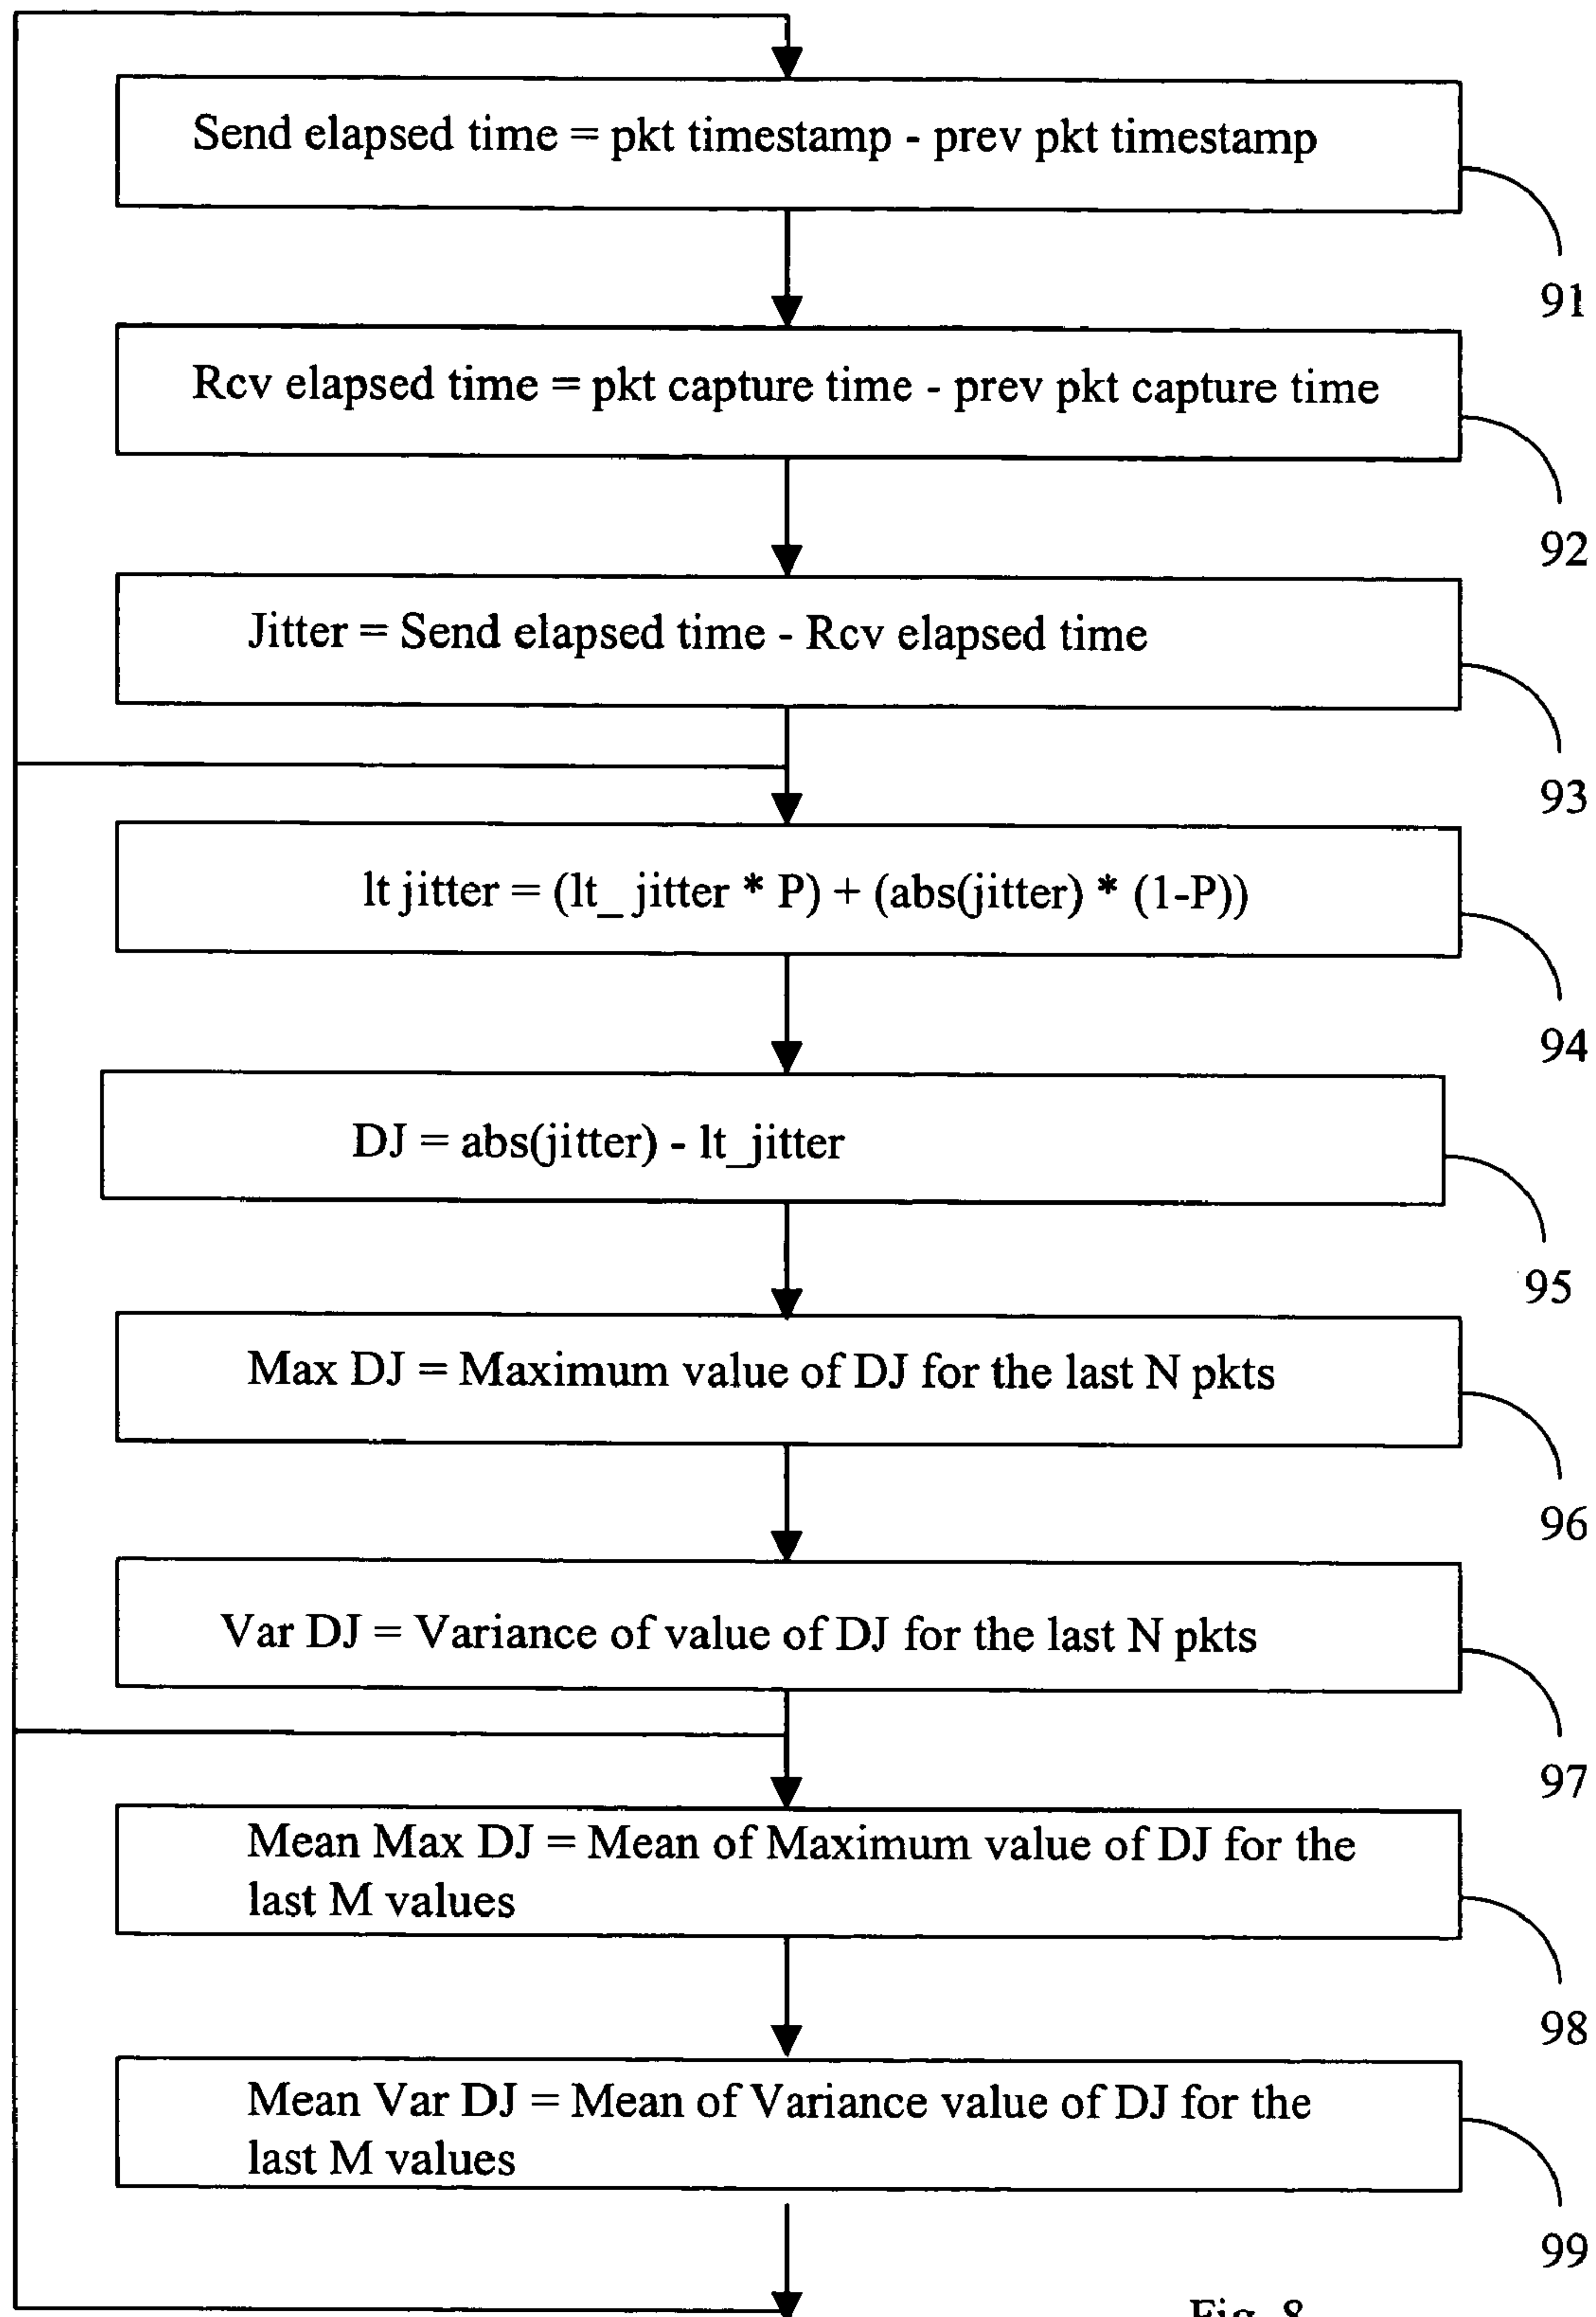 Send elapsed time = pkt timestamp - prev pkt timestamp
91
Rcv elapsed time = pkt capture time - prev pkt capture time
92
Jitter = Send elapsed time - Rcv elapsed time
93
lt jitter = (lt_ jitter * P) + (abs(jitter) * (1-P))
94
DJ = abs(jitter) - lt_jitter
95
Max DJ = Maximum value of DJ for the last N pkts
96
Var DJ = Variance of value of DJ for the last N pkts
97
Mean Max DJ = Mean of Maximum value of DJ for the
last M values
98
Mean Var DJ = Mean of Variance value of DJ for the
last M values
99
Fig. 8